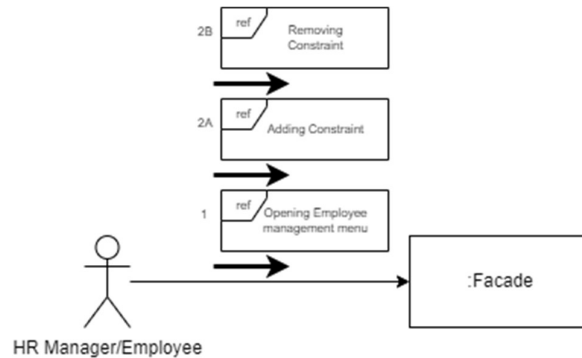 2B
ref
Removing
Constraint
2A
ref
Adding Constraint
1
ref
Opening Employee
management menu
:Facade
HR Manager/Employee